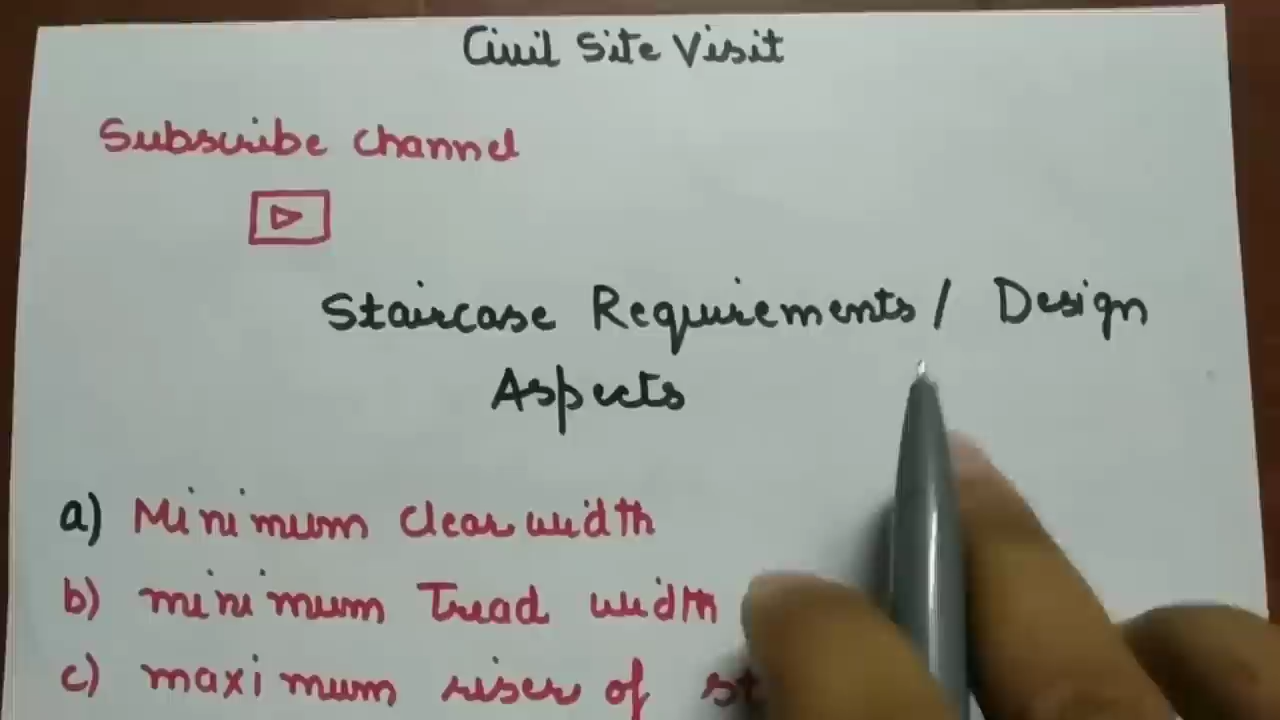 Civil Site Visit
Subscribe channel
Staircase Requirements / Design
Aspects
a) Minimum clear width
b) minimum Tread width
c) maximum riser of